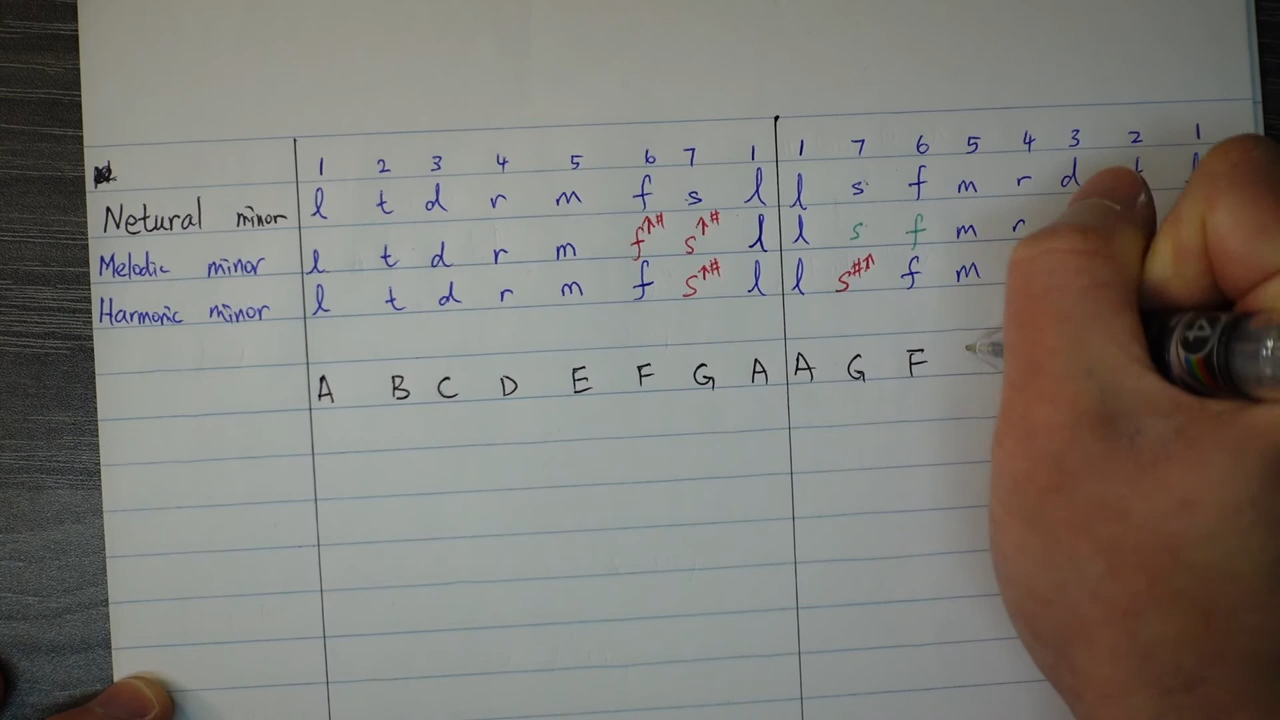 1 2 3 4 5 6 7 1 1 7 6 5 4 3 2 1
Netural minor l t d r m f s l l s f m r d
Melodic minor l t d r m f↑# s↑# l l s f m r
Harmonic minor l t d r m f s↑# l l s#↑ f m
A B C D E F G A A G F